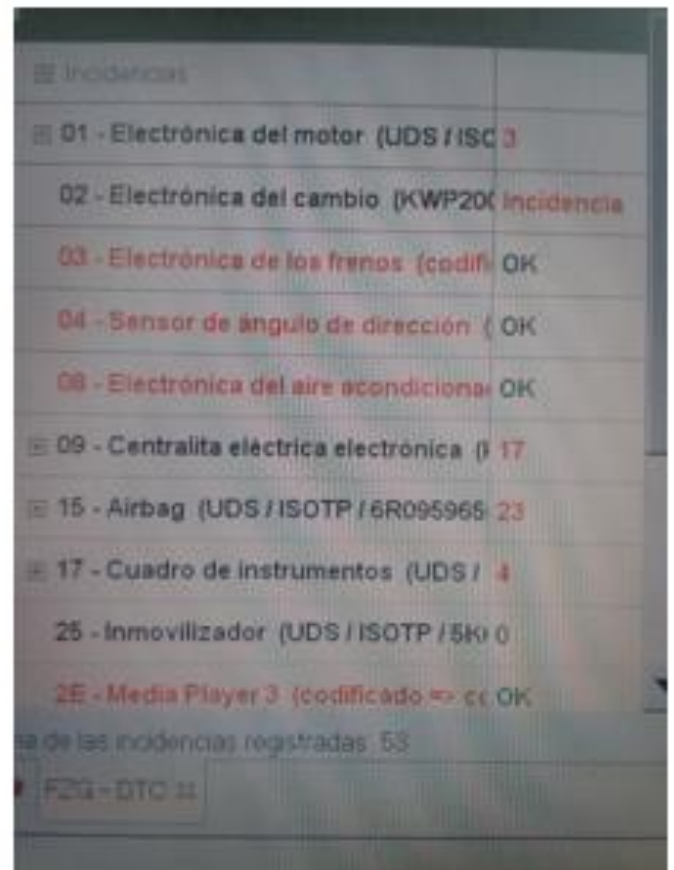 Incidencias
01 - Electrónica del motor (UDS / ISO 3
02 - Electrónica del cambio (KWP200 Incidencia
03 - Electrónica de los frenos (codifi OK
04 - Sensor de ángulo de dirección ( OK
08 - Electrónica del aire acondiciona OK
09 - Centralita eléctrica electrónica ( 17
15 - Airbag (UDS / ISOTP / 6R095965 23
17 - Cuadro de instrumentos (UDS / 4
25 - Inmovilizador (UDS / ISOTP / 5K 0
2E - Media Player 3 (codificado => co OK
de las incidencias registradas: 53
FZG - DTC